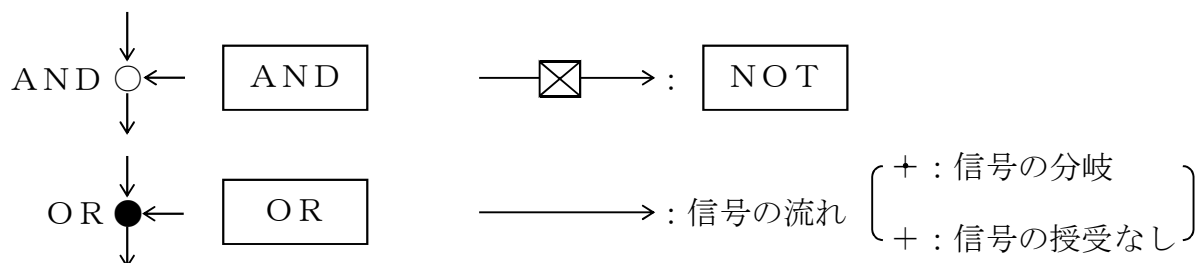 AND AND : NOT
+ : 信号の分岐
OR OR : 信号の流れ
+ : 信号の授受なし